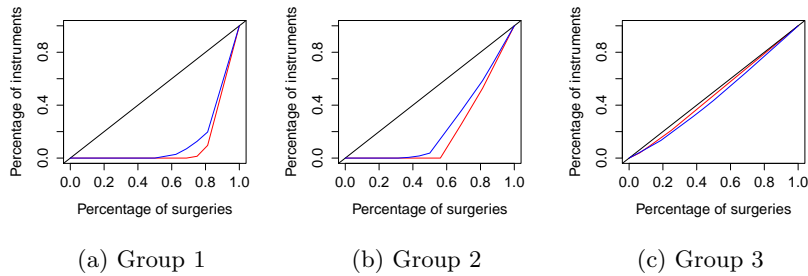 Percentage of instruments
0.0 0.4 0.8
0.0 0.2 0.4 0.6 0.8 1.0
Percentage of surgeries
(a) Group 1
Percentage of instruments
0.0 0.4 0.8
0.0 0.2 0.4 0.6 0.8 1.0
Percentage of surgeries
(b) Group 2
Percentage of instruments
0.0 0.4 0.8
0.0 0.2 0.4 0.6 0.8 1.0
Percentage of surgeries
(c) Group 3